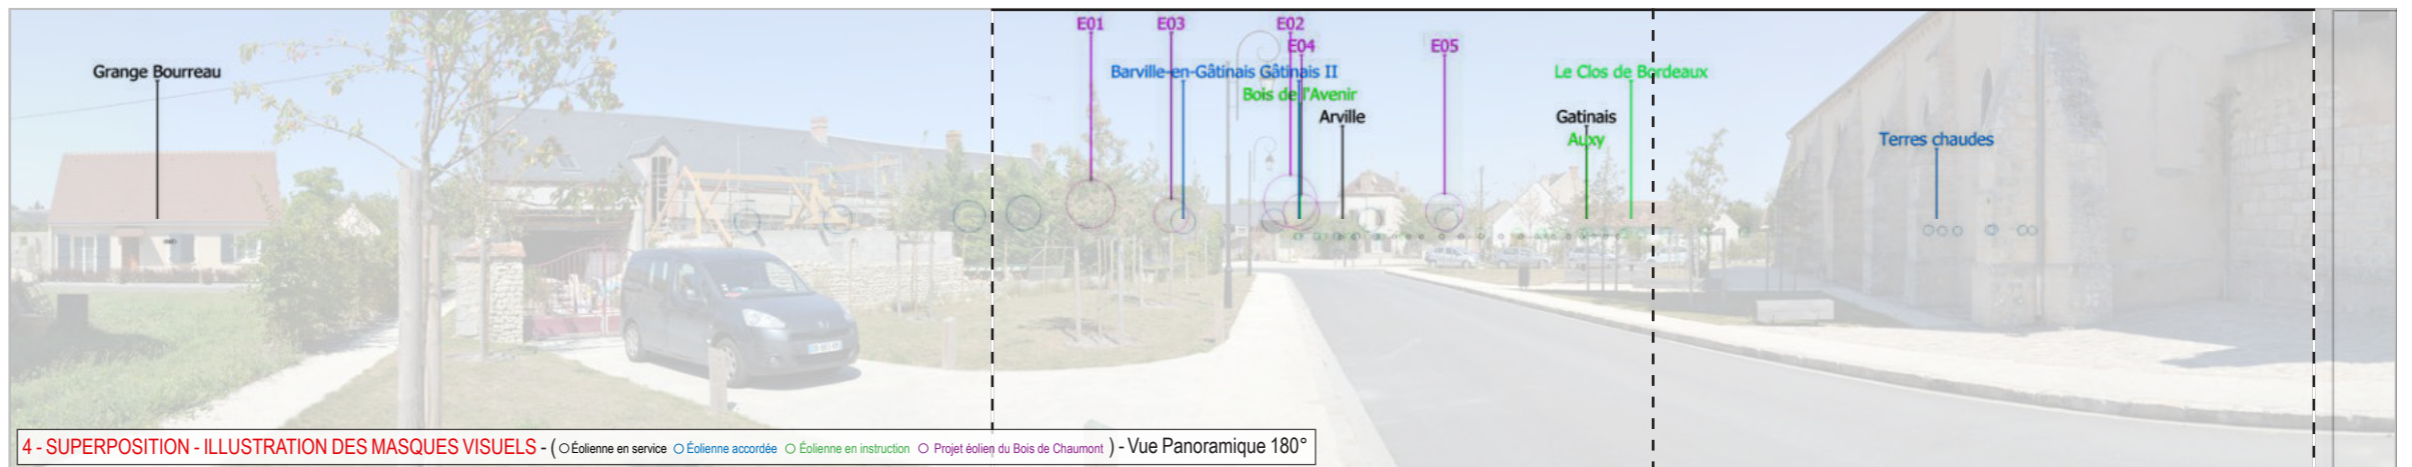 E01 E03 E02
E04 E05
Grange Bourreau Barville-en-Gâtinais Gâtinais II Le Clos de Bordeaux
Bois de l'Avenir
Arville Gatinais
Auxy Terres chaudes
4 - SUPERPOSITION - ILLUSTRATION DES MASQUES VISUELS - ( Éolienne en service Éolienne accordée Éolienne en instruction Projet éolien du Bois de Chaumont ) - Vue Panoramique 180°